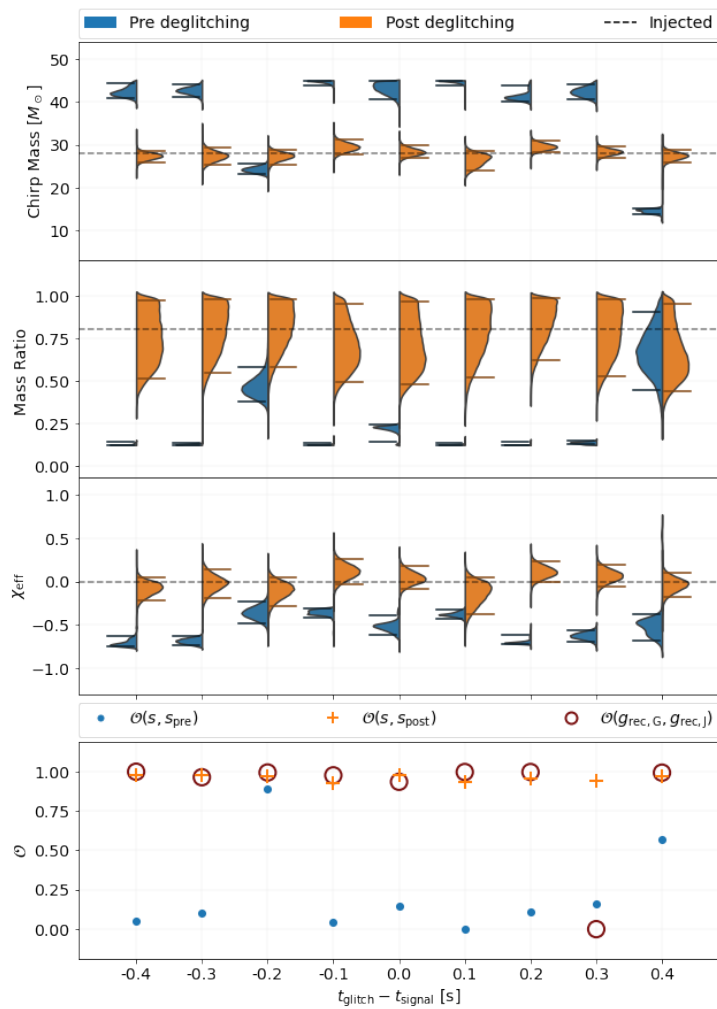 Pre deglitching Post deglitching Injected
50
40
30
20
10
Chirp Mass [M⊙]
1.00
0.75
0.50
0.25
0.00
Mass Ratio
1.0
0.5
0.0
−0.5
−1.0
χeff
𝒪(s, spre) 𝒪(s, spost) 𝒪(grec,G, grec,J)
1.00
0.75
0.50
0.25
0.00
𝒪
-0.4 -0.3 -0.2 -0.1 0.0 0.1 0.2 0.3 0.4
tglitch − tsignal [s]